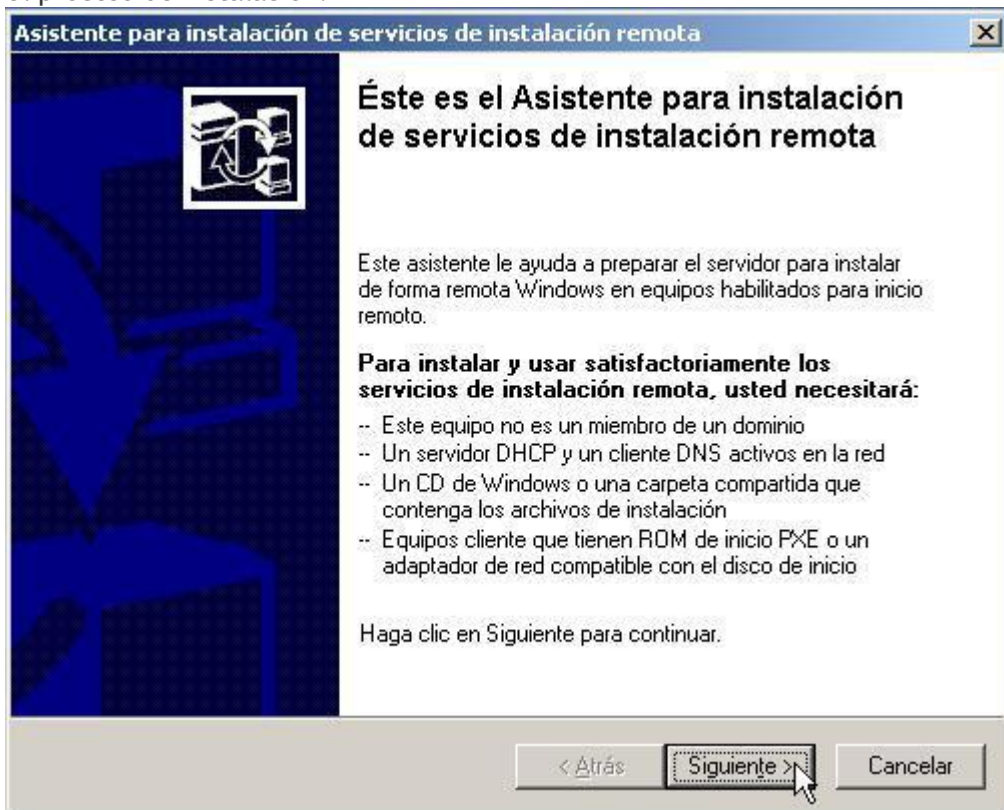 Asistente para instalación de servicios de instalación remota
Éste es el Asistente para instalación
de servicios de instalación remota
Este asistente le ayuda a preparar el servidor para instalar
de forma remota Windows en equipos habilitados para inicio
remoto.
Para instalar y usar satisfactoriamente los
servicios de instalación remota, usted necesitará:
-- Este equipo no es un miembro de un dominio
-- Un servidor DHCP y un cliente DNS activos en la red
-- Un CD de Windows o una carpeta compartida que
contenga los archivos de instalación
-- Equipos cliente que tienen ROM de inicio PXE o un
adaptador de red compatible con el disco de inicio
Haga clic en Siguiente para continuar.
< Atrás
Siguiente >
Cancelar